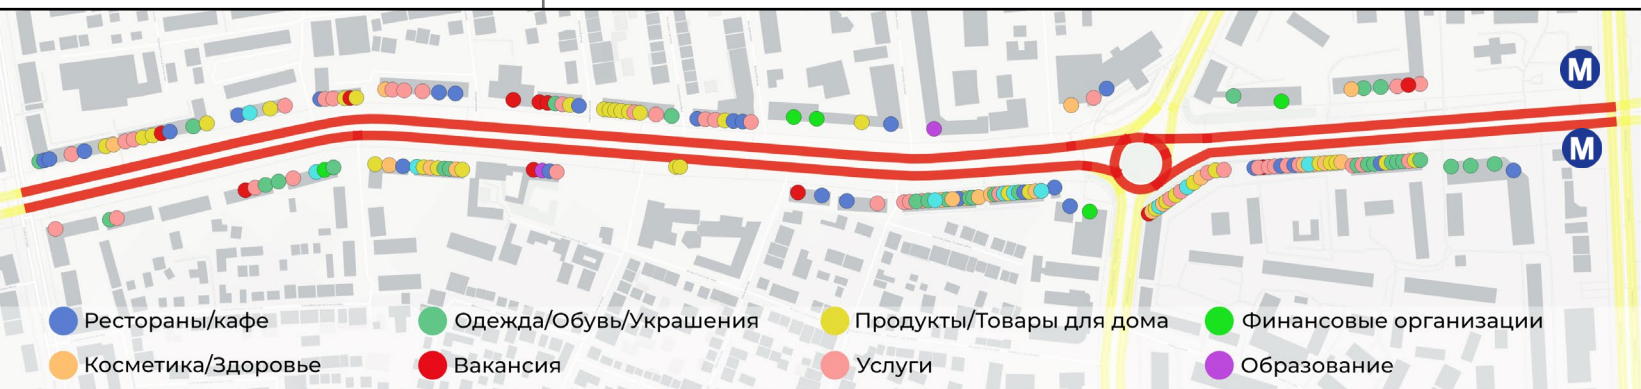 M
M
Рестораны/кафе
Одежда/Обувь/Украшения
Продукты/Товары для дома
Финансовые организации
Косметика/Здоровье
Вакансия
Услуги
Образование